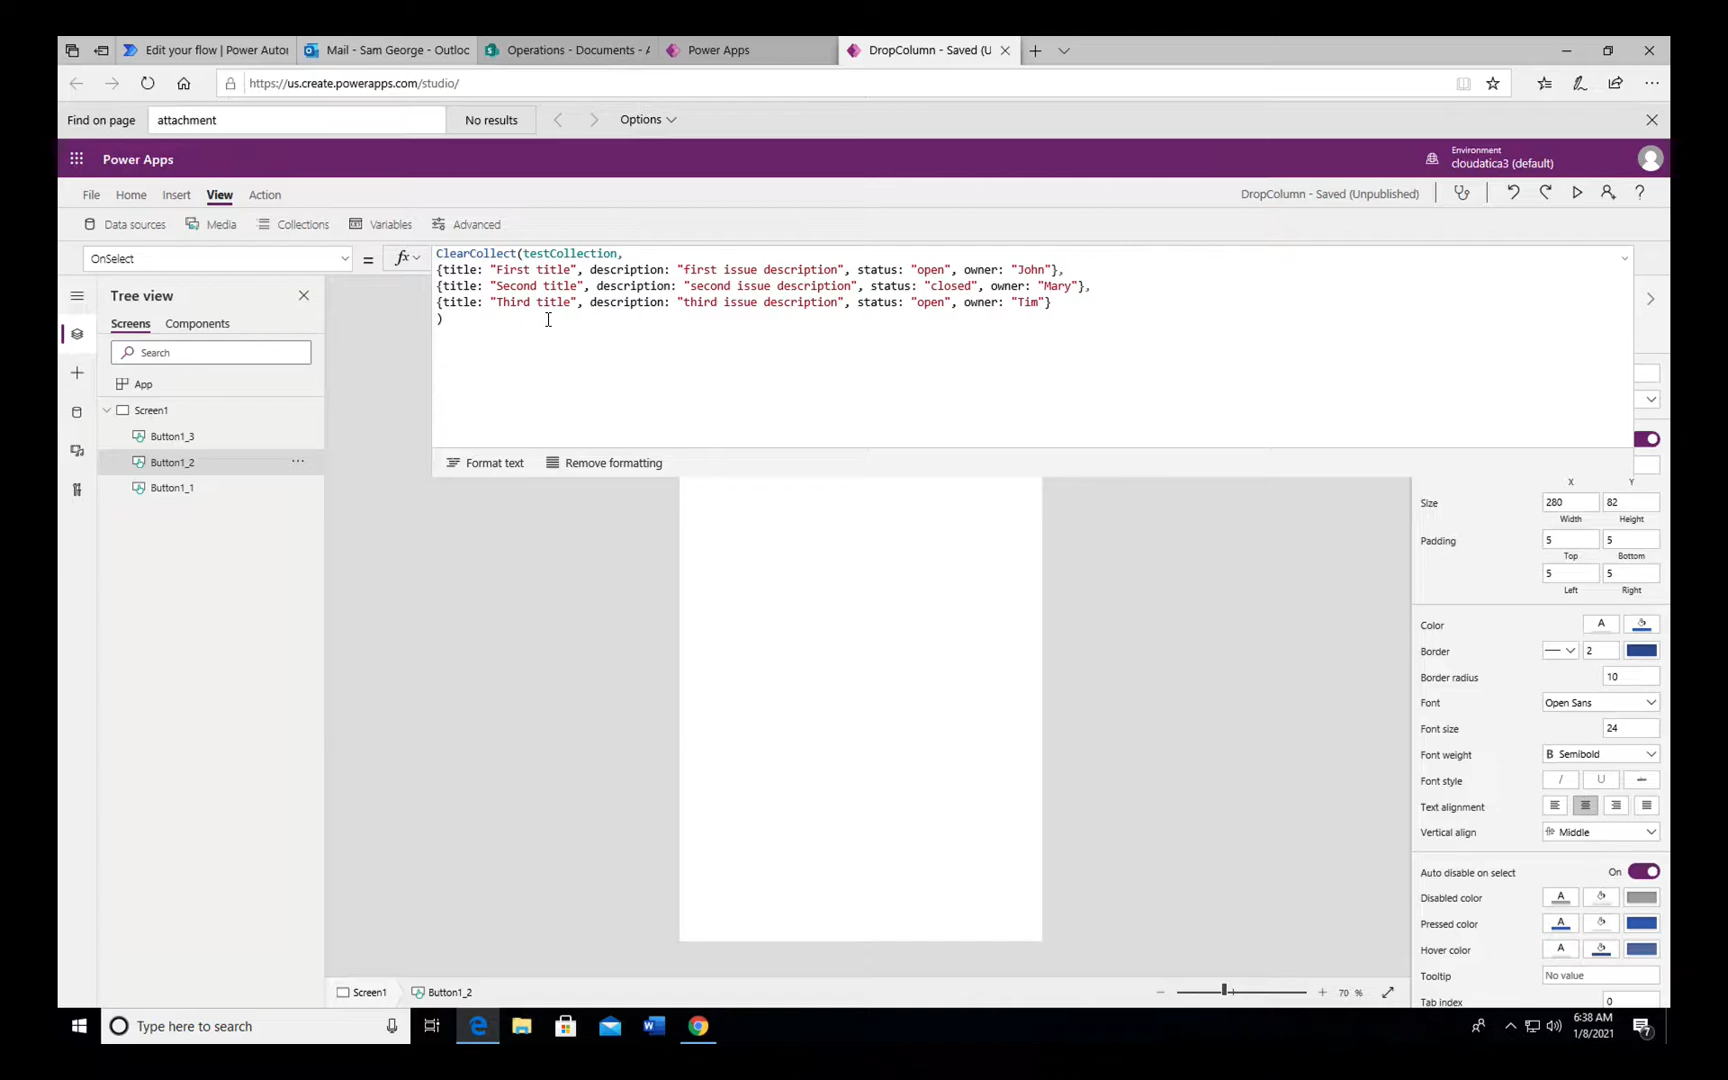 Edit your flow | Power Autor
Mail - Sam George - Outloc
Operations - Documents - A
Power Apps
DropColumn - Saved (U
https://us.create.powerapps.com/studio/
Find on page
attachment
No results
Options
Power Apps
Environment
cloudatica3 (default)
File
Home
Insert
View
Action
DropColumn - Saved (Unpublished)
Data sources
Media
Collections
Variables
Advanced
OnSelect
=
fx
ClearCollect(testCollection,
{title: "First title", description: "first issue description", status: "open", owner: "John"},
{title: "Second title", description: "second issue description", status: "closed", owner: "Mary"},
{title: "Third title", description: "third issue description", status: "open", owner: "Tim"}
)
Format text
Remove formatting
Tree view
Screens
Components
Search
App
Screen1
Button1_3
Button1_2
Button1_1
X
Y
Size
280
82
Width
Height
Padding
5
5
Top
Bottom
5
5
Left
Right
Color
A
Border
2
Border radius
10
Font
Open Sans
Font size
24
Font weight
B Semibold
Font style
/
U
Text alignment
Vertical align
Middle
Auto disable on select
On
Disabled color
A
Pressed color
A
Hover color
A
Tooltip
No value
Tab index
0
Screen1
Button1_2
70 %
Type here to search
6:38 AM
1/8/2021
7